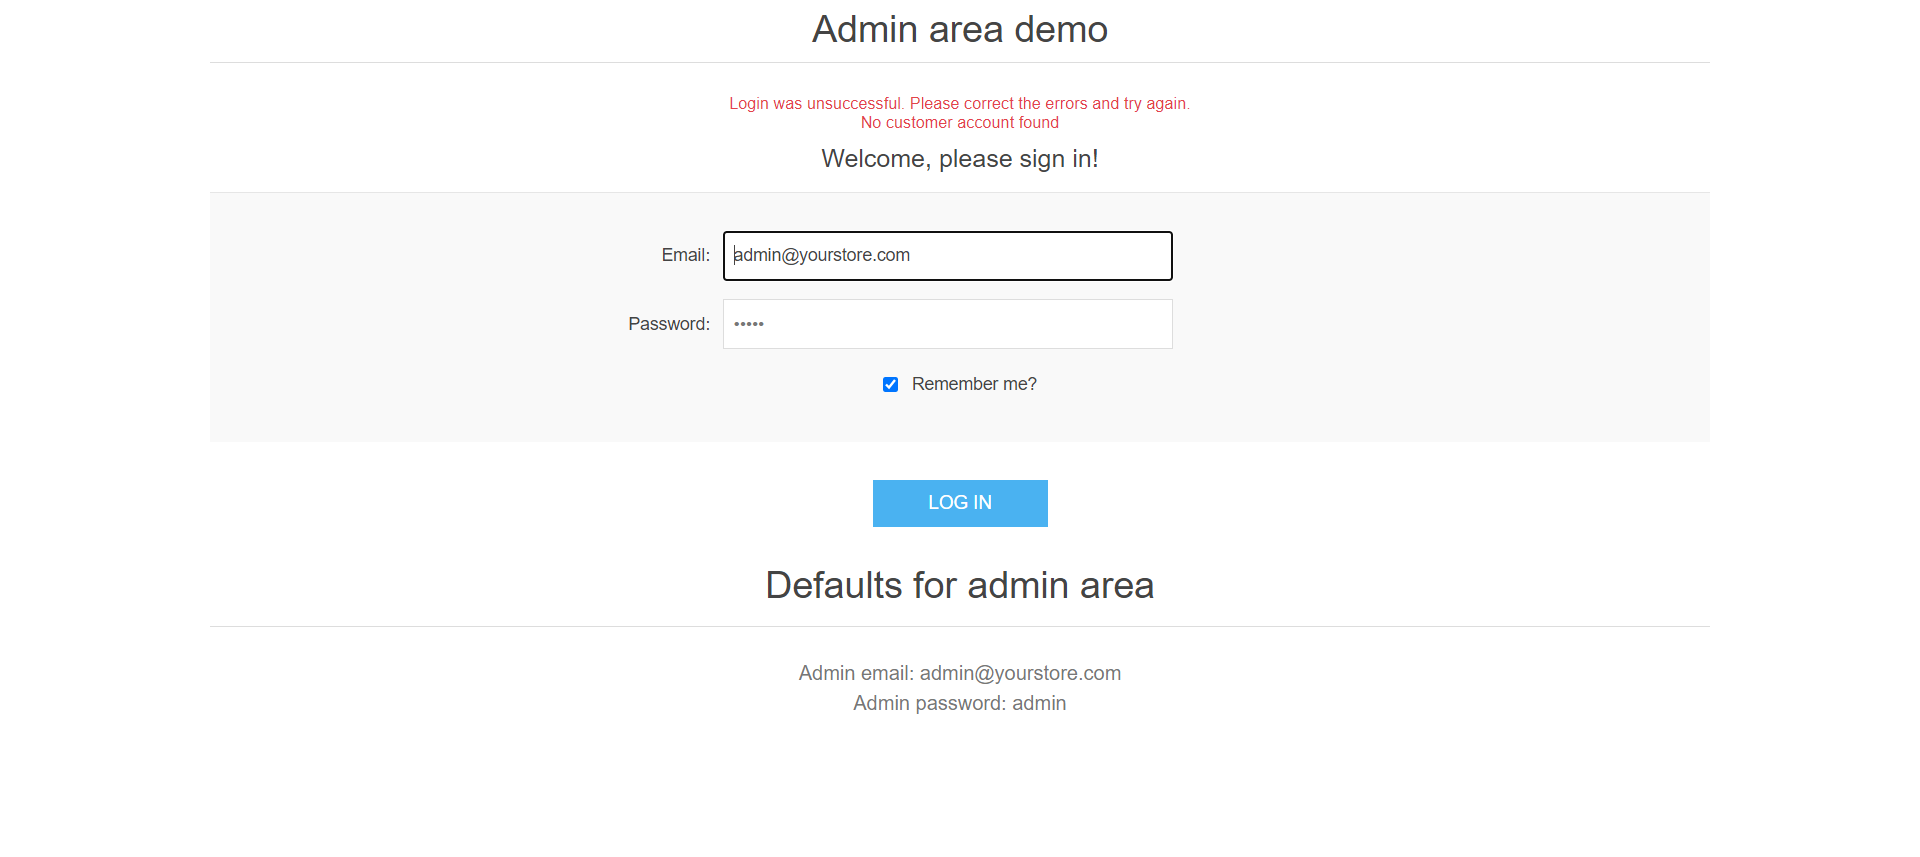 Admin area demo
Login was unsuccessful. Please correct the errors and try again.
No customer account found
Welcome, please sign in!
Email: admin@yourstore.com
Password: •••••
Remember me?
LOG IN
Defaults for admin area
Admin email: admin@yourstore.com
Admin password: admin